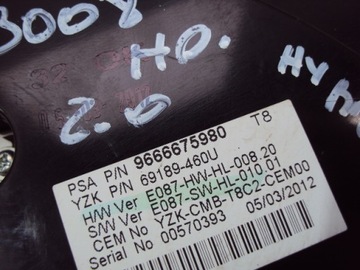 3008
HO.
2.0
HY
T8
PSA P/N 9666675980
YZK P/N 69189-460U
H/W Ver E087-HW-HL-008.20
S/W Ver E087-SW-HL-010.01
CEM No YZK-CMB-T8C2-CEM00
Serial No 00570393 05/03/2012